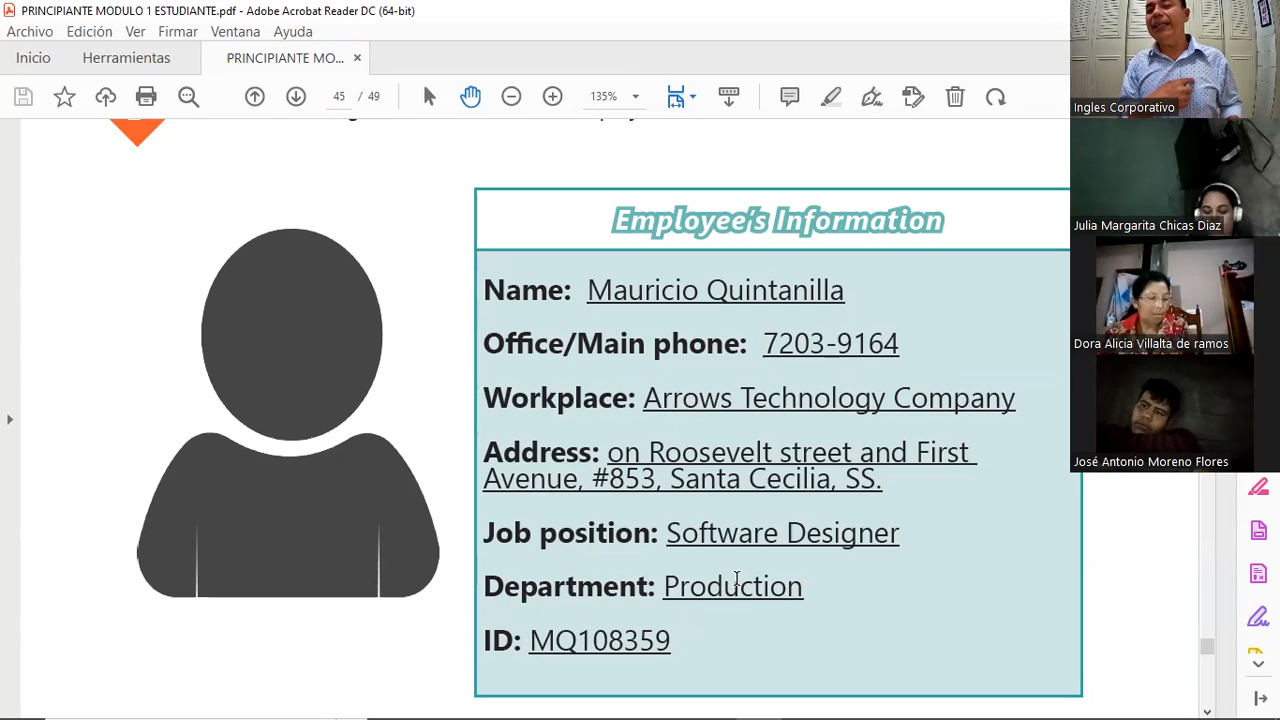 PRINCIPIANTE MODULO 1 ESTUDIANTE.pdf - Adobe Acrobat Reader DC (64-bit)
Archivo Edición Ver Firmar Ventana Ayuda
Inicio Herramientas PRINCIPIANTE MO... ×
45 / 49 135%
Employee's Information
Name: Mauricio Quintanilla
Office/Main phone: 7203-9164
Workplace: Arrows Technology Company
Address: on Roosevelt street and First
Avenue, #853, Santa Cecilia, SS.
Job position: Software Designer
Department: Production
ID: MQ108359
Ingles Corporativo
Julia Margarita Chicas Diaz
Dora Alicia Villalta de ramos
José Antonio Moreno Flores